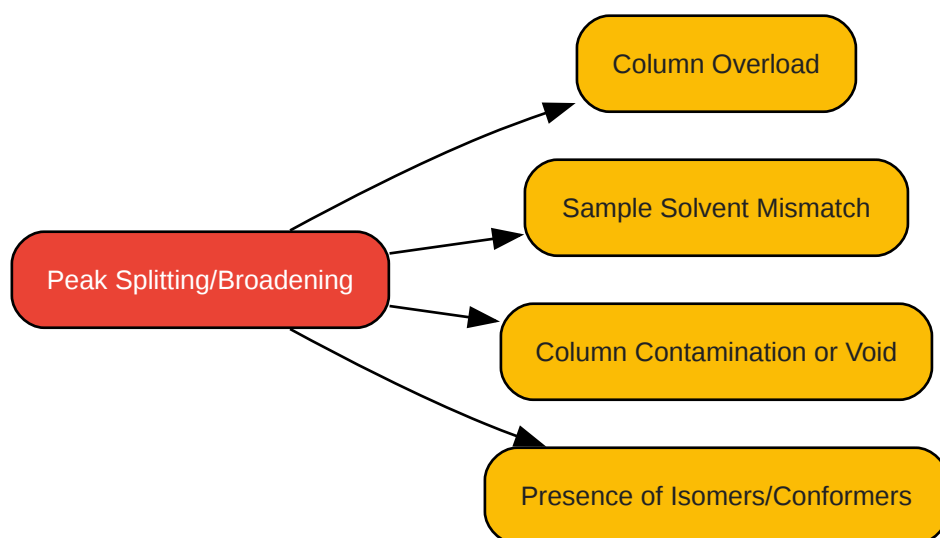 Column Overload
Sample Solvent Mismatch
Peak Splitting/Broadening
Column Contamination or Void
Presence of Isomers/Conformers